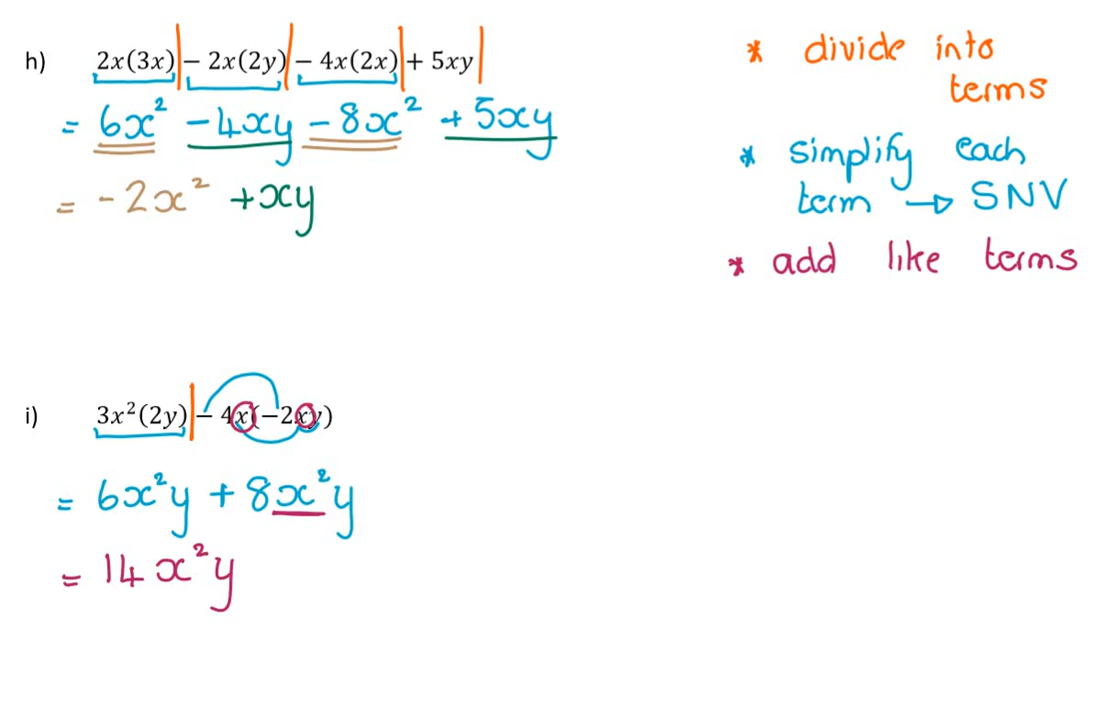 h) 2x(3x) − 2x(2y) − 4x(2x) + 5xy
= 6x² − 4xy − 8x² + 5xy
= -2x² + xy
* divide into
terms
* simplify each
term → SNV
* add like terms
i) 3x²(2y) − 4x(−2xy)
= 6x²y + 8x²y
= 14x²y